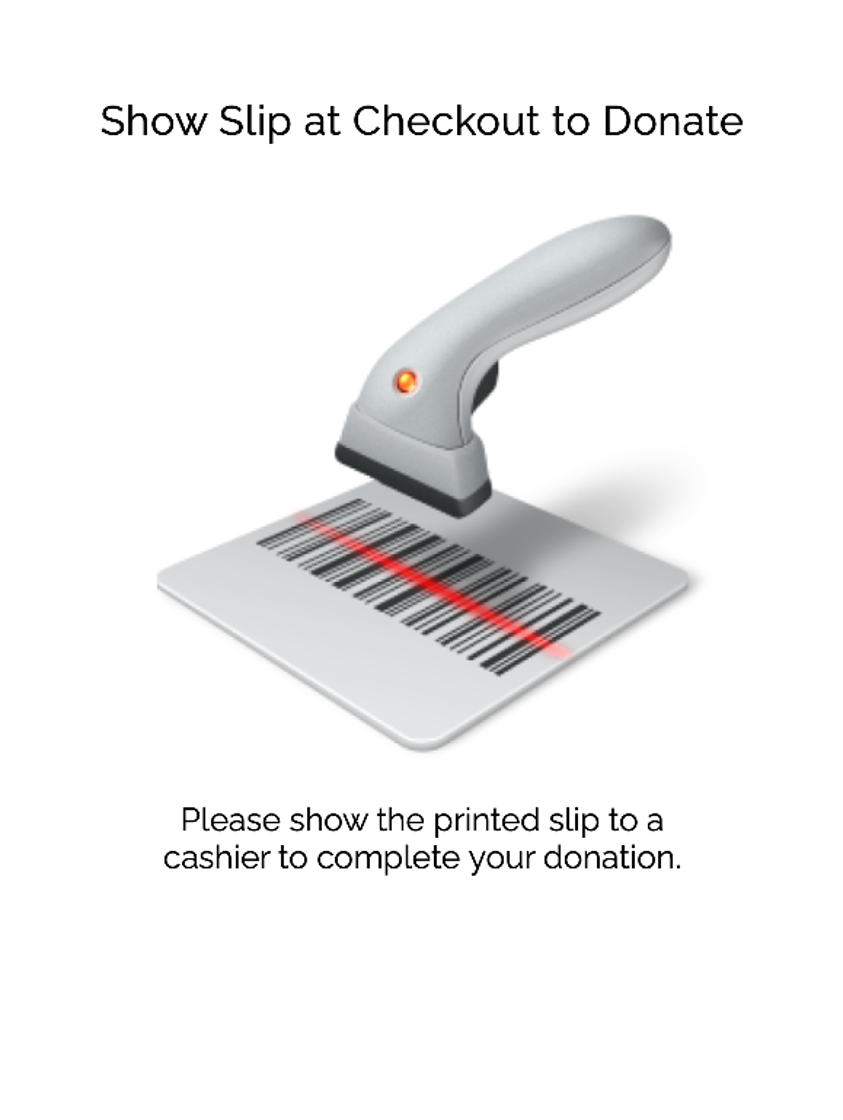 Show Slip at Checkout to Donate
Please show the printed slip to a
cashier to complete your donation.